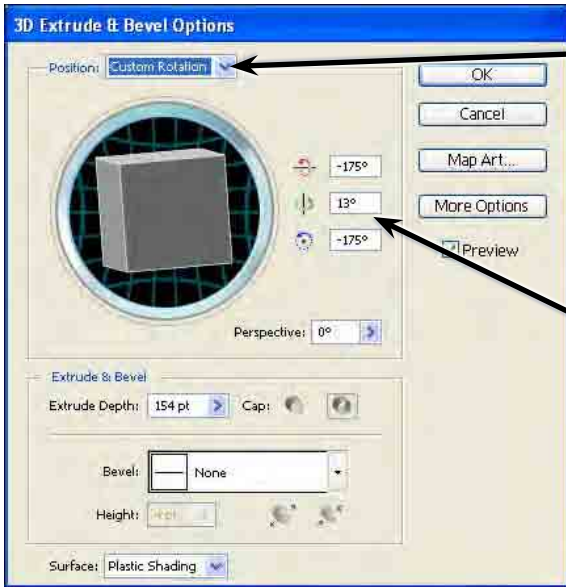 3D Extrude & Bevel Options
Position: Custom Rotation
OK
Cancel
-175°
Map Art...
13°
More Options
-175°
Preview
Perspective: 0°
Extrude & Bevel
Extrude Depth: 154 pt Cap:
Bevel: None
Height:
Surface: Plastic Shading